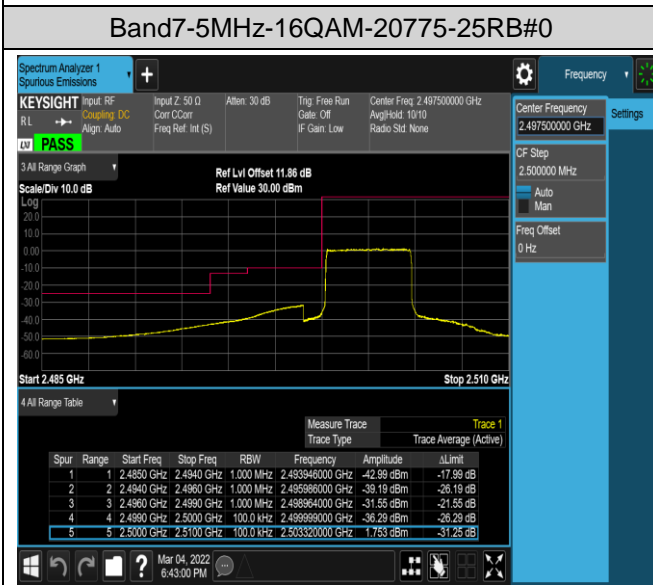 Band7-5MHz-16QAM-20775-25RB#0
Spectrum Analyzer 1
Spurious Emissions
+
Frequency
KEYSIGHT Input: RF Input Z: 50 Ω Atten: 30 dB Trig: Free Run Center Freq: 2.497500000 GHz
RL Coupling: DC Corr CCorr Gate: Off Avg|Hold: 10/10
Align: Auto Freq Ref: Int (S) IF Gain: Low Radio Std: None
LXI PASS
Center Frequency
2.497500000 GHz
Settings
CF Step
2.500000 MHz
Auto
Man
Freq Offset
0 Hz
3 All Range Graph
Ref Lvl Offset 11.86 dB
Scale/Div 10.0 dB Ref Value 30.00 dBm
Log
20.0
10.0
0.00
-10.0
-20.0
-30.0
-40.0
-50.0
-60.0
Start 2.485 GHz Stop 2.510 GHz
4 All Range Table
Measure Trace Trace 1
Trace Type Trace Average (Active)
Spur Range Start Freq Stop Freq RBW Frequency Amplitude ΔLimit
1 1 2.4850 GHz 2.4940 GHz 1.000 MHz 2.493946000 GHz -42.99 dBm -17.99 dB
2 2 2.4940 GHz 2.4960 GHz 1.000 MHz 2.495986000 GHz -39.19 dBm -26.19 dB
3 3 2.4960 GHz 2.4990 GHz 1.000 MHz 2.498964000 GHz -31.55 dBm -21.55 dB
4 4 2.4990 GHz 2.5000 GHz 100.0 kHz 2.499999000 GHz -36.29 dBm -26.29 dB
5 5 2.5000 GHz 2.5100 GHz 100.0 kHz 2.503320000 GHz 1.753 dBm -31.25 dB
? Mar 04, 2022
6:43:00 PM